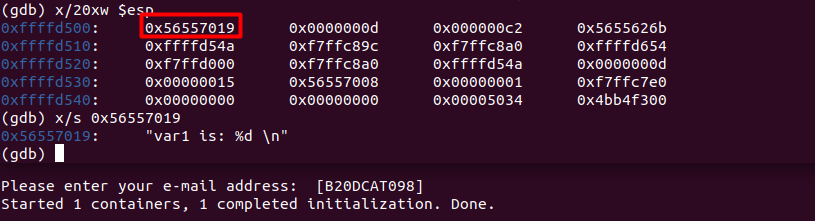 (gdb) x/20xw $esp
0xffffd500: 0x56557019 0x0000000d 0x000000c2 0x5655626b
0xffffd510: 0xffffd54a 0xf7ffc89c 0xf7ffc8a0 0xffffd654
0xffffd520: 0xf7ffd000 0xf7ffc8a0 0xffffd54a 0x0000000d
0xffffd530: 0x00000015 0x56557008 0x00000001 0xf7ffc7e0
0xffffd540: 0x00000000 0x00000000 0x00005034 0x4bb4f300
(gdb) x/s 0x56557019
0x56557019: "var1 is: %d \n"
(gdb)
Please enter your e-mail address: [B20DCAT098]
Started 1 containers, 1 completed initialization. Done.